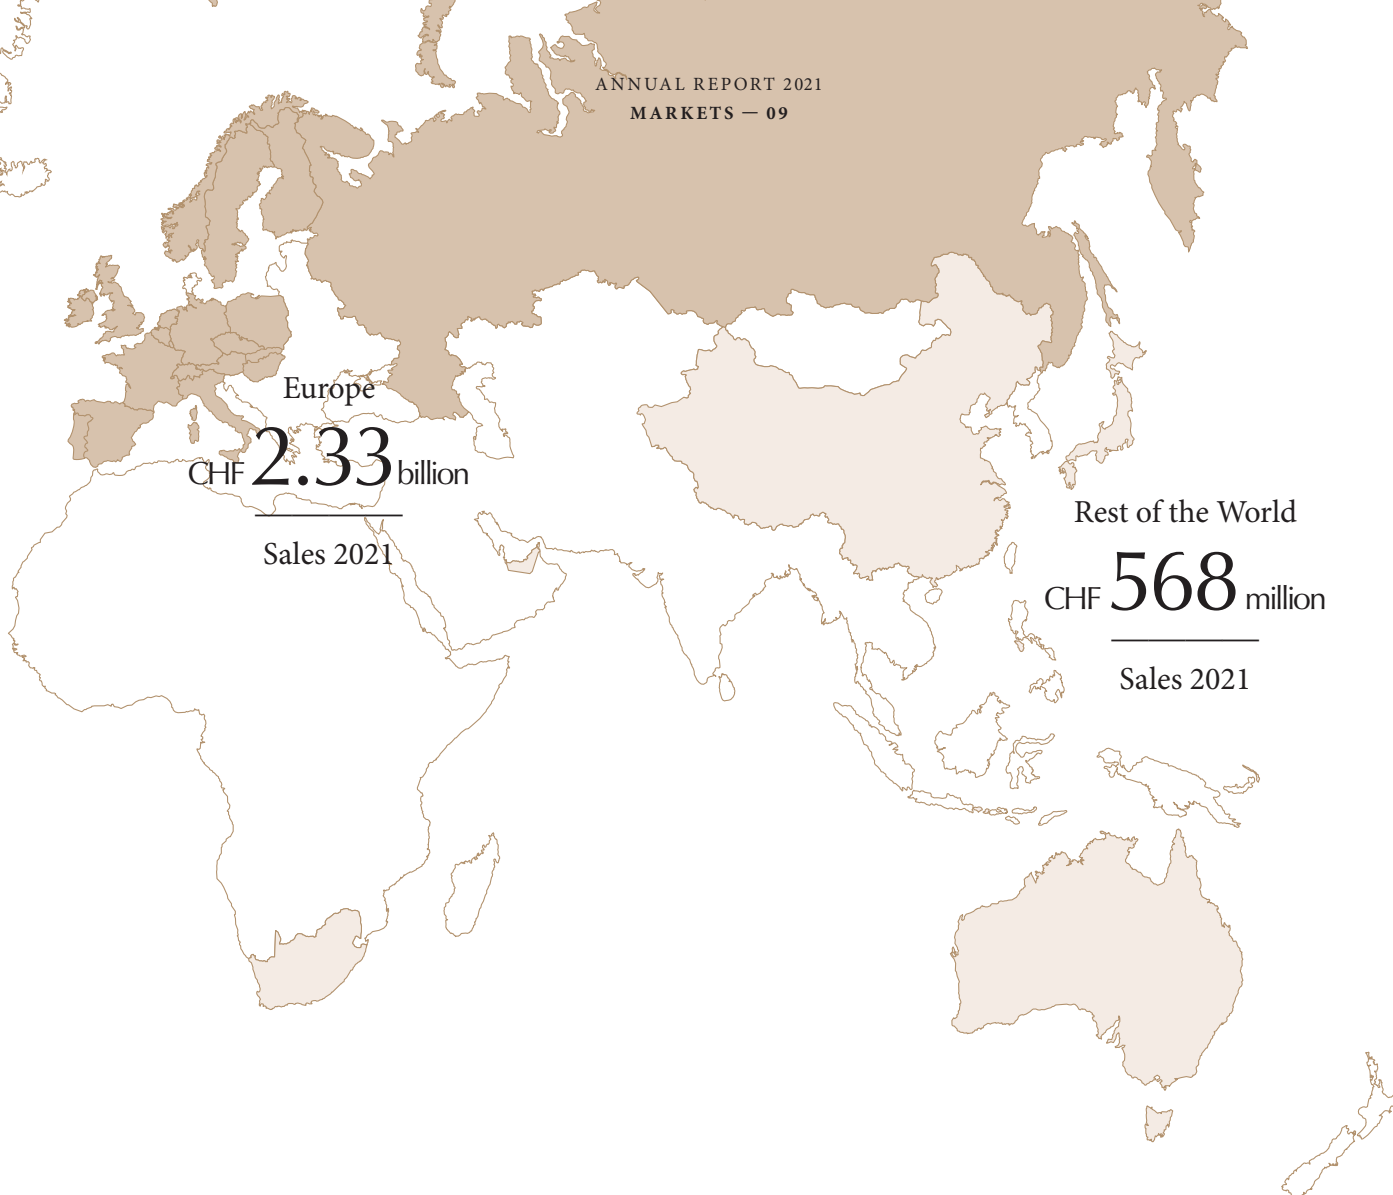 ANNUAL REPORT 2021
MARKETS — 09
Europe
CHF 2.33 billion
Sales 2021
Rest of the World
CHF 568 million
Sales 2021